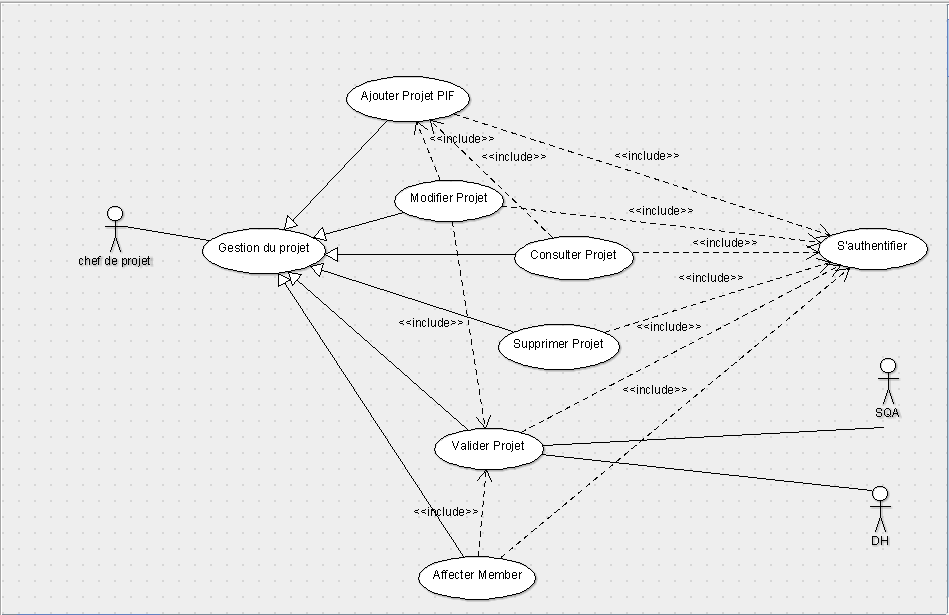 Ajouter Projet PIF
<<include>>
<<include>>
<<include>>
Modifier Projet
<<include>>
chef de projet
Gestion du projet
<<include>>
S'authentifier
Consulter Projet
<<include>>
<<include>>
<<include>>
Supprimer Projet
<<include>>
SQA
Valider Projet
<<include>>
DH
Affecter Member